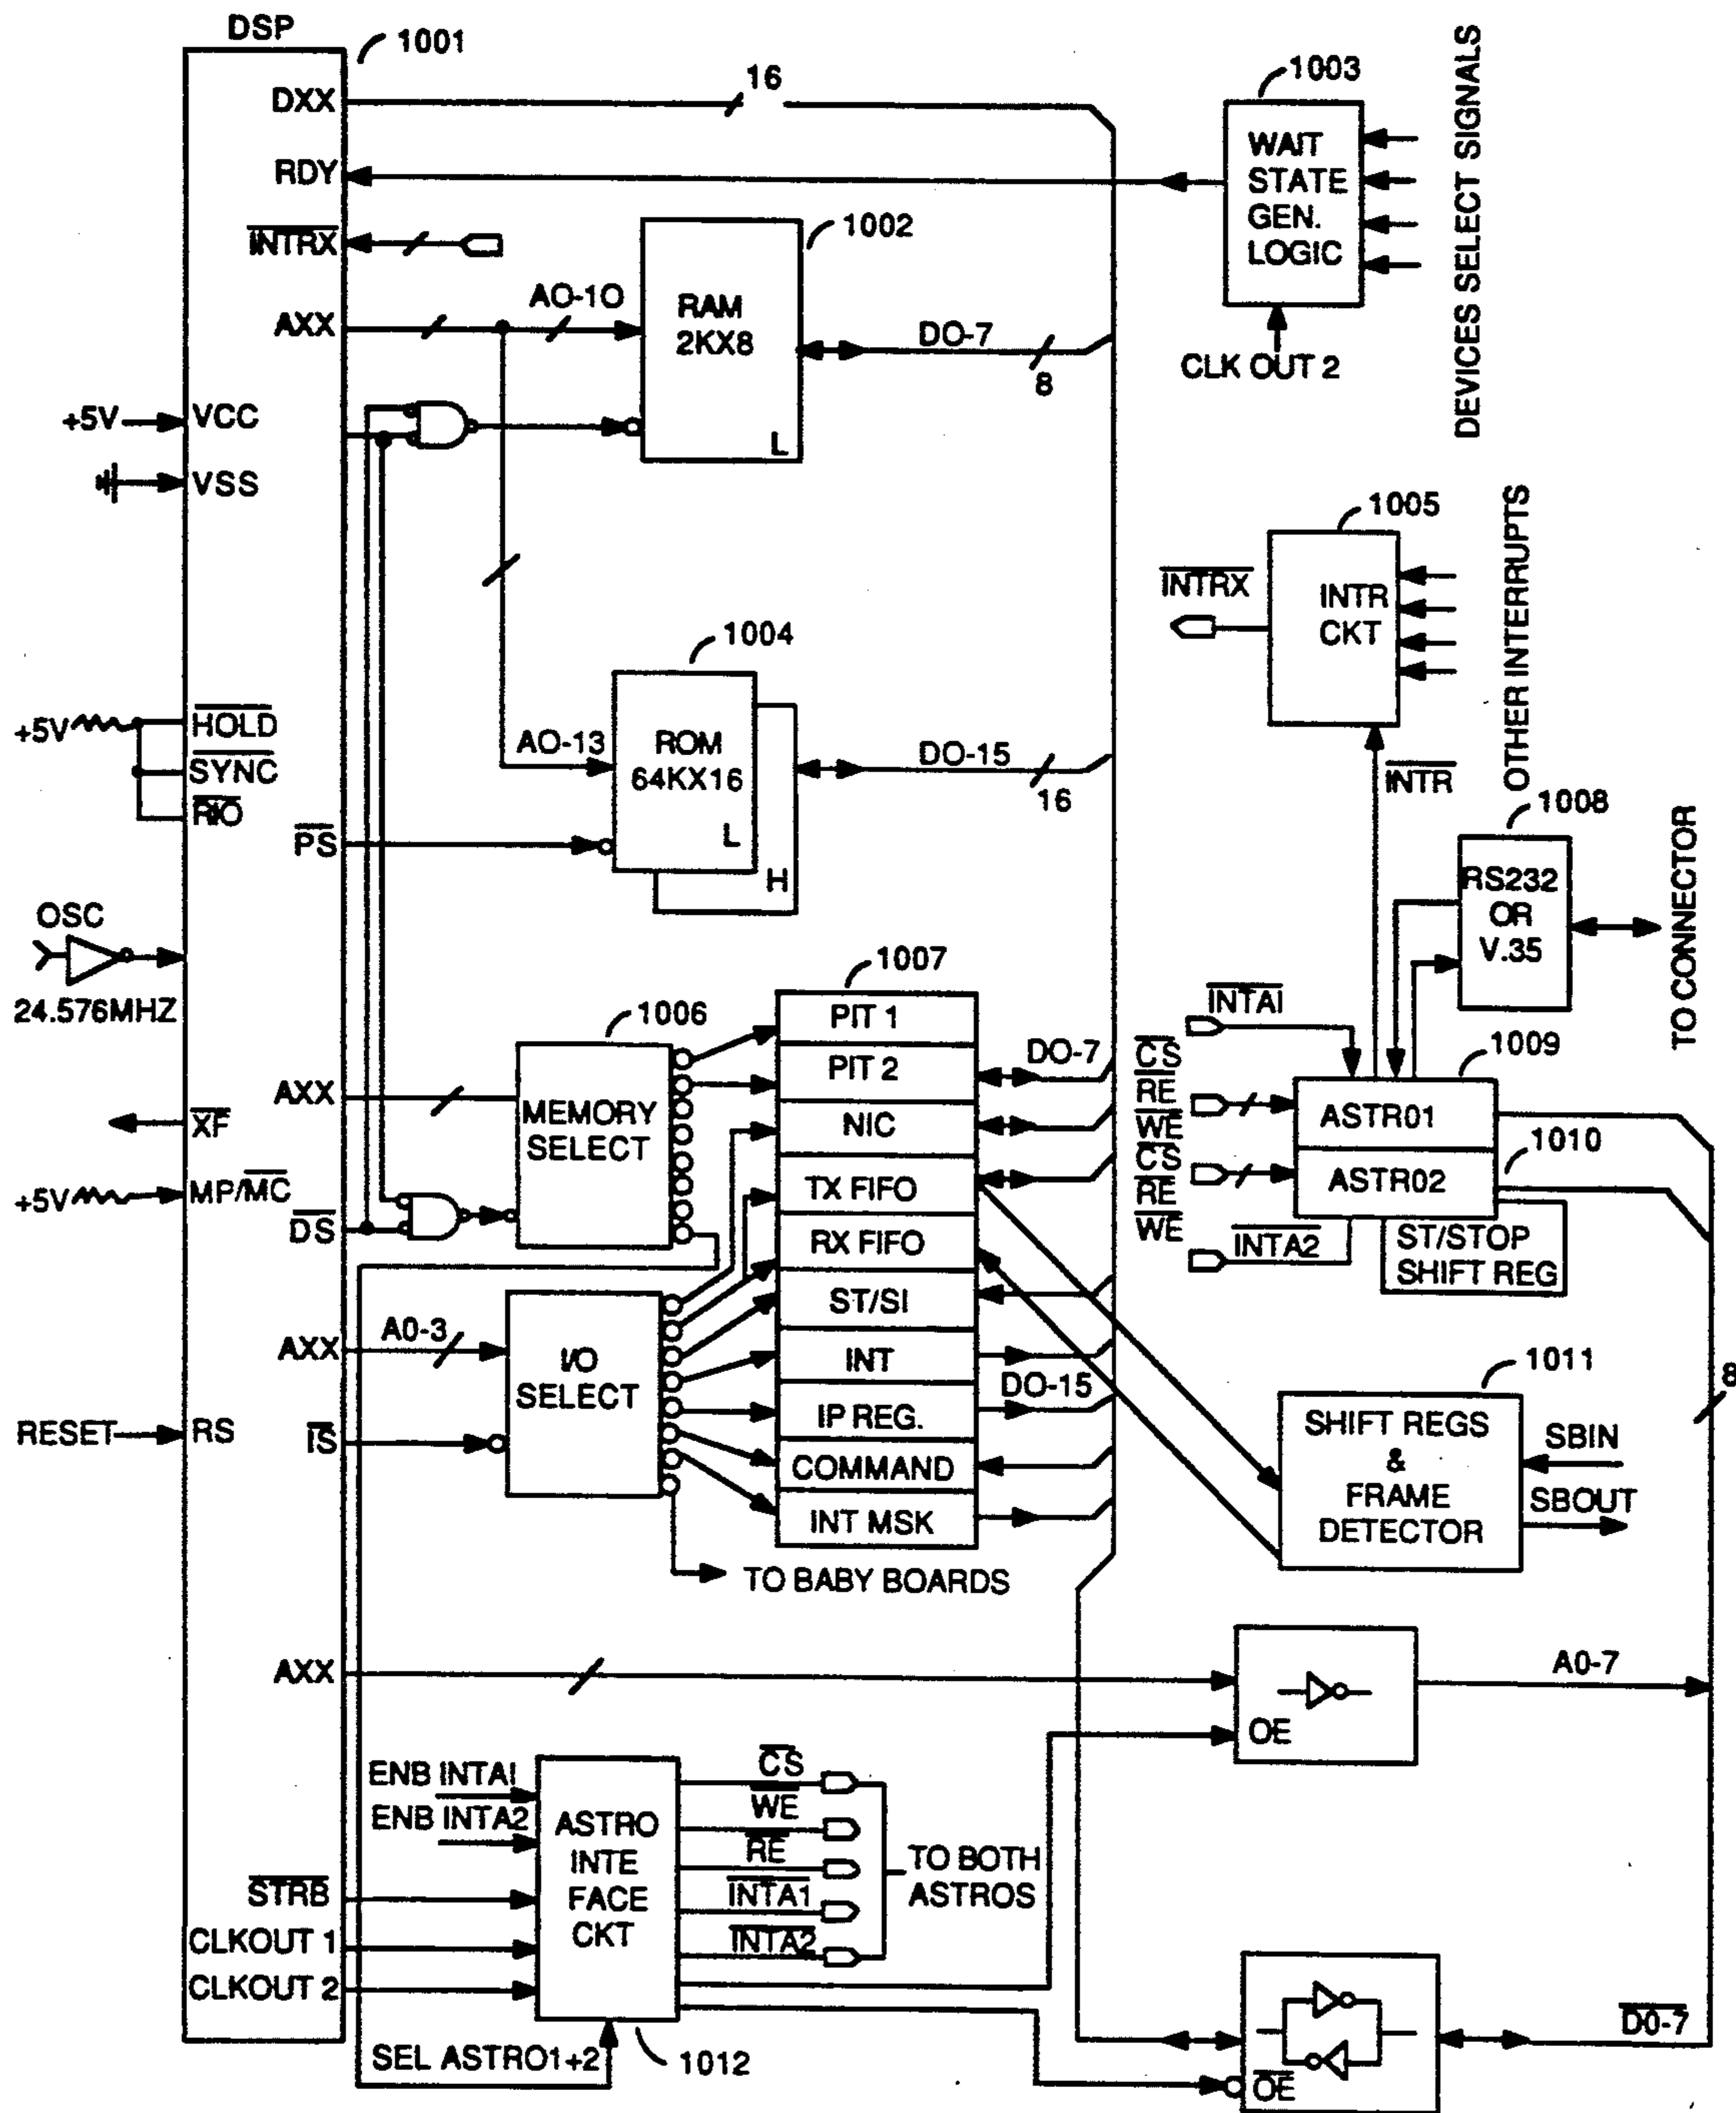 DSP
1001
DXX
16
RDY
INTRX
AXX
AO-10
1002
RAM
2KX8
L
DO-7
8
1003
WAIT
STATE
GEN.
LOGIC
CLK OUT 2
DEVICES SELECT SIGNALS
+5V
VCC
VSS
1005
INTRX
INTR
CKT
OTHER INTERRUPTS
INTR
1004
ROM
64KX16
L
H
AO-13
DO-15
16
+5V
HOLD
SYNC
RIO
PS
1008
RS232
OR
V.35
TO CONNECTOR
OSC
24.576MHZ
1006
MEMORY
SELECT
AXX
XF
+5V
MP/MC
DS
1007
PIT 1
PIT 2
NIC
TX FIFO
RX FIFO
ST/SI
INT
IP REG.
COMMAND
INT MSK
DO-7
DO-15
INTAI
CS
RE
WE
CS
RE
WE
INTA2
1009
ASTR01
1010
ASTR02
ST/STOP
SHIFT REG
AXX
A0-3
I/O
SELECT
RESET
RS
IS
TO BABY BOARDS
1011
SHIFT REGS
&
FRAME
DETECTOR
SBIN
SBOUT
8
AXX
OE
A0-7
ENB INTAI
ENB INTA2
ASTRO
INTE
FACE
CKT
CS
WE
RE
INTA1
INTA2
TO BOTH
ASTROS
STRB
CLKOUT 1
CLKOUT 2
SEL ASTRO1+2
1012
OE
D0-7